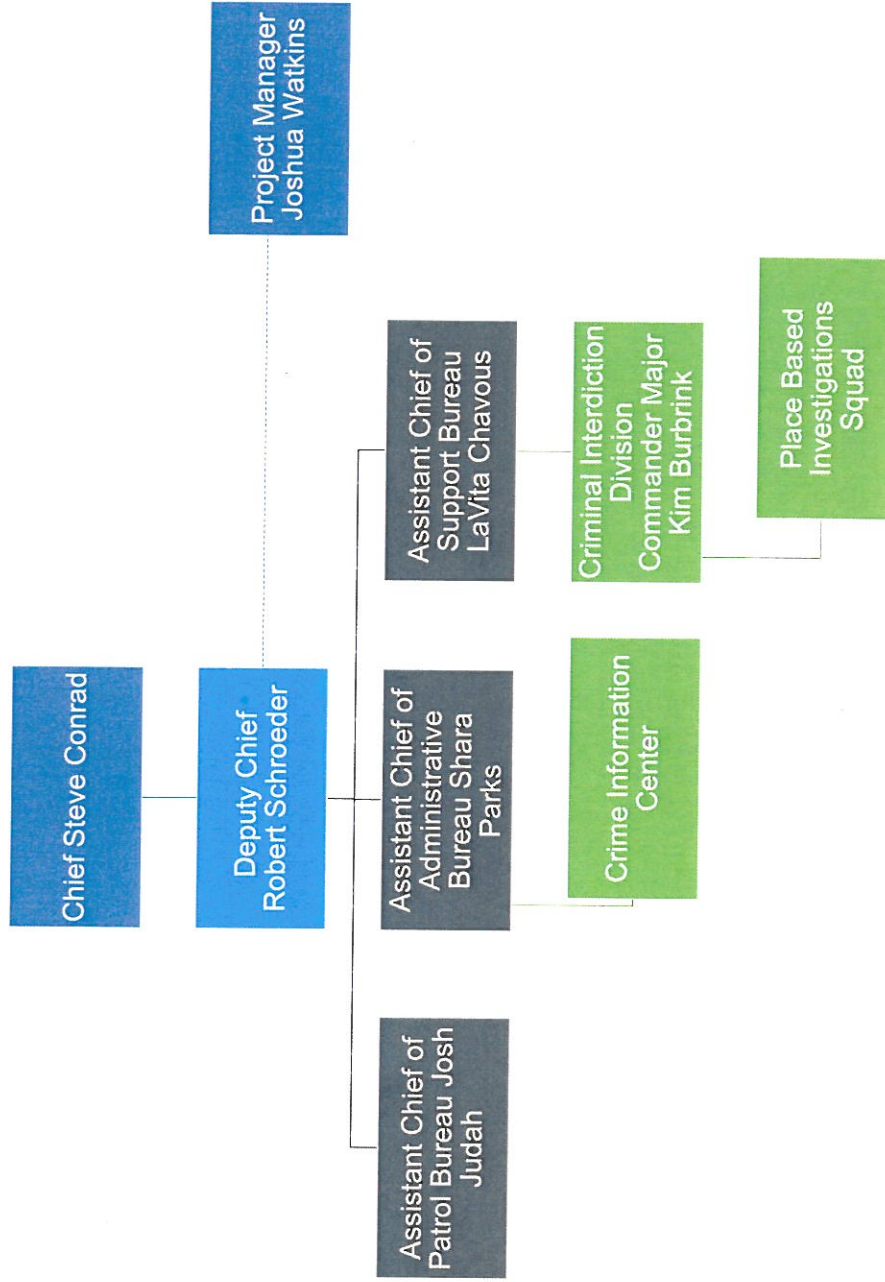 Chief Steve Conrad
Deputy Chief
Robert Schroeder
Project Manager
Joshua Watkins
Assistant Chief of
Patrol Bureau Josh
Judah
Assistant Chief of
Administrative
Bureau Shara
Parks
Assistant Chief of
Support Bureau
LaVita Chavous
Crime Information
Center
Criminal Interdiction
Division
Commander Major
Kim Burbrink
Place Based
Investigations
Squad